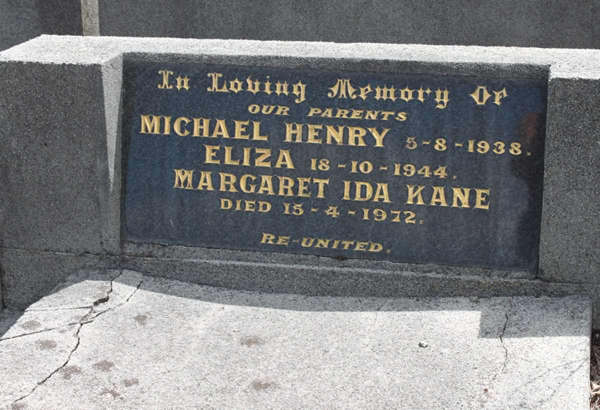 In Loving Memory Of
OUR PARENTS
MICHAEL HENRY 5-8-1938.
ELIZA 18-10-1944.
MARGARET IDA KANE
DIED 15-4-1972.
RE-UNITED.